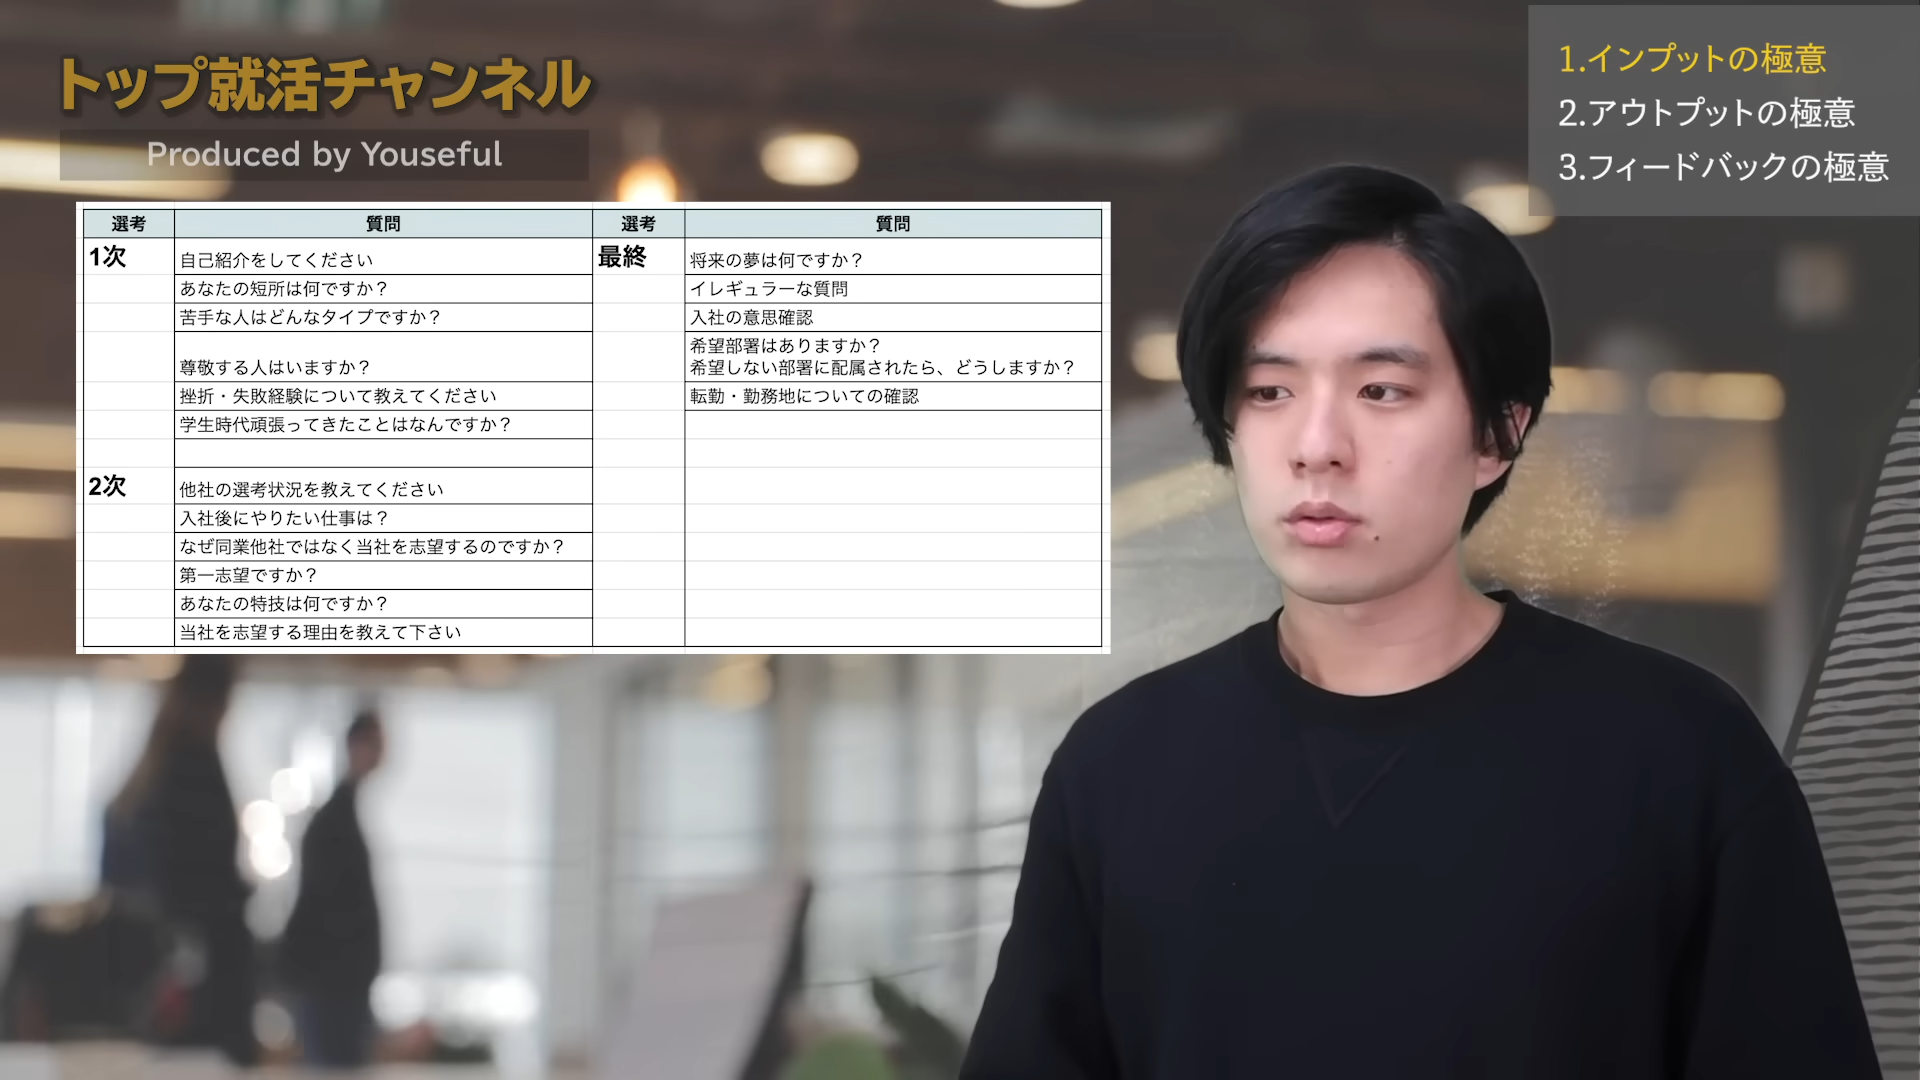 トップ就活チャンネル
Produced by Youseful
1.インプットの極意
2.アウトプットの極意
3.フィードバックの極意
選考 質問 選考 質問
1次 自己紹介をしてください 最終 将来の夢は何ですか？
あなたの短所は何ですか？ イレギュラーな質問
苦手な人はどんなタイプですか？ 入社の意思確認
希望部署はありますか？
尊敬する人はいますか？ 希望しない部署に配属されたら、どうしますか？
挫折・失敗経験について教えてください 転勤・勤務地についての確認
学生時代頑張ってきたことはなんですか？
2次 他社の選考状況を教えてください
入社後にやりたい仕事は？
なぜ同業他社ではなく当社を志望するのですか？
第一志望ですか？
あなたの特技は何ですか？
当社を志望する理由を教えて下さい